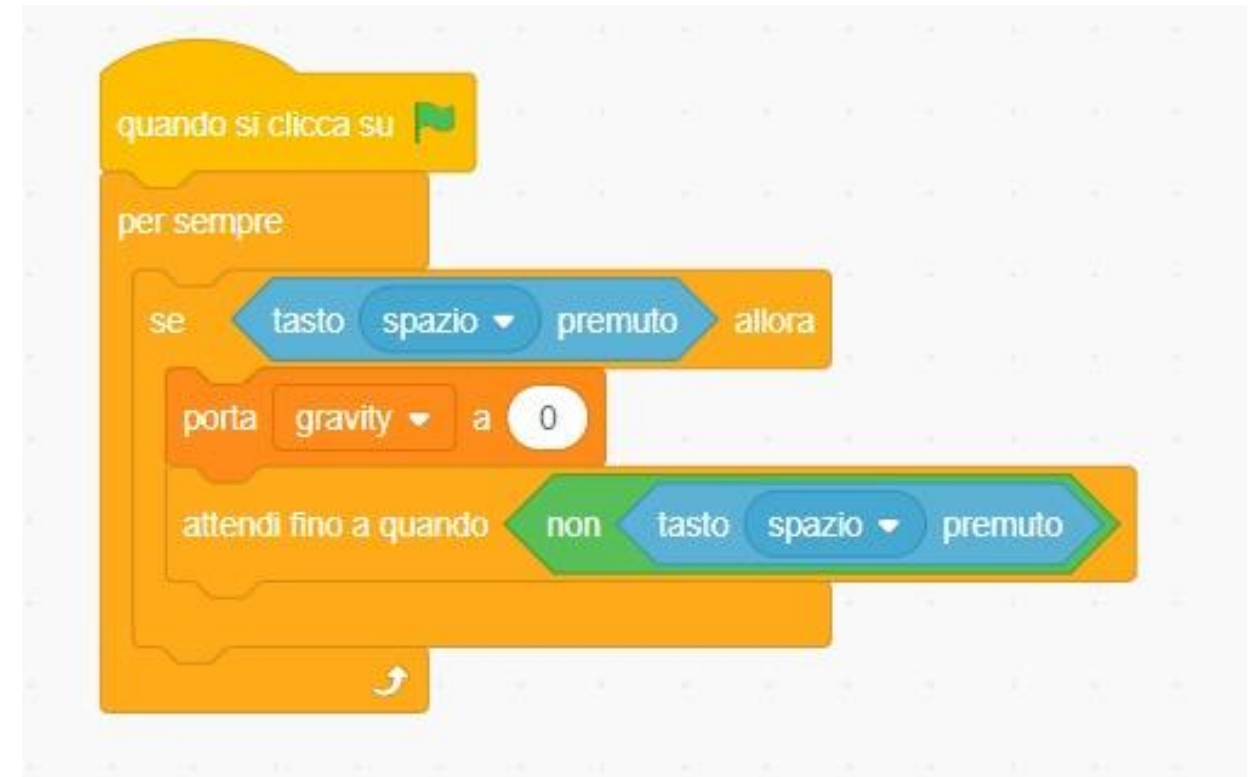 quando si clicca su
per sempre
se tasto spazio premuto allora
porta gravity a 0
attendi fino a quando non tasto spazio premuto